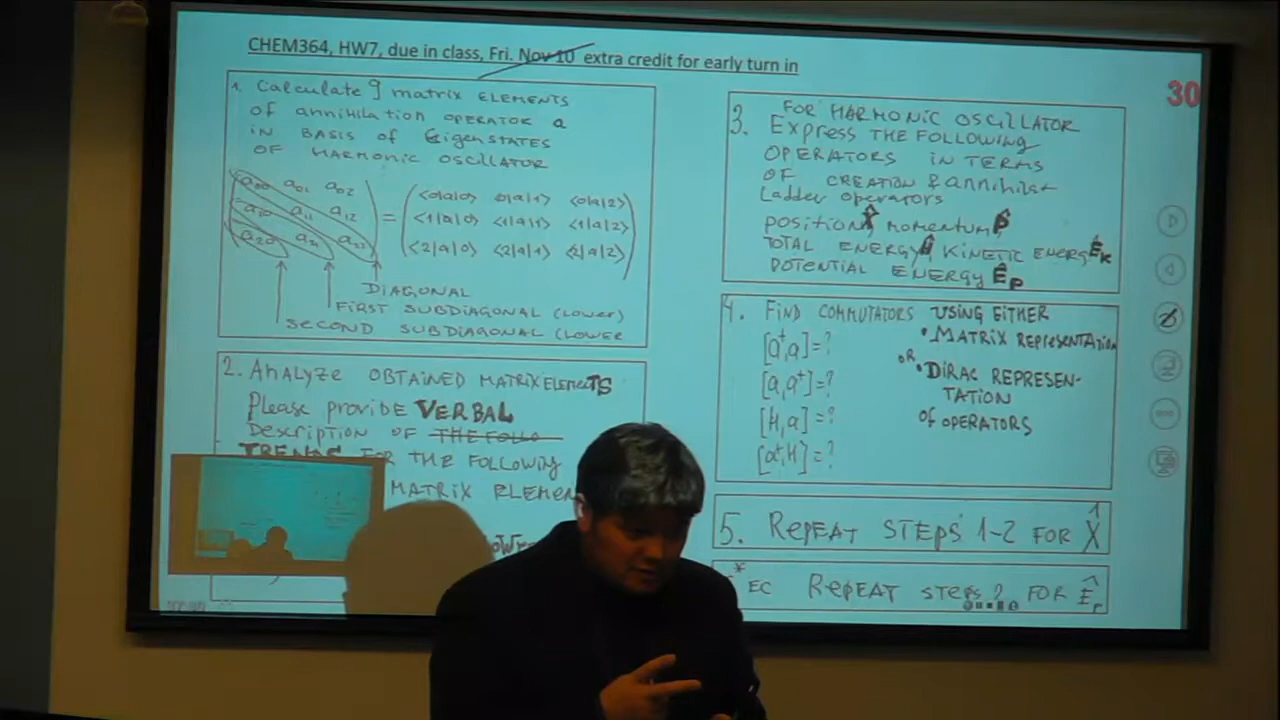 CHEM364, HW7, due in class, Fri. Nov 10 extra credit for early turn in
30
1. Calculate 9 matrix ELEMENTS
of annihilation OPERATOR a
in BASIS of EigenSTATES
OF HARMONIC OSCILLATOR
a00 a01 a02 <0|a|0> 0|a|1> <0|a|2>
a10 a11 a12 = <1|a|0> <1|a|1> <1|a|2>
a20 a21 a22 <2|a|0> <2|a|1> 2|a|2>
DIAGONAL
FIRST SUBDIAGONAL (LOWER)
SECOND SUBDIAGONAL (LOWER
2. Analyze OBTAINED MATRIX ELEMENTS
Please provide VERBAL
Description OF THE FOLLO
TRENDS FOR THE FOLLOWING
MATRIX ELEMEN
3. FOR HARMONIC OSCILLATOR
Express THE FOLLOWING
OPERATORS IN TERMS
OF CREATION & annihilat
Ladder operators
position X̂ momentum p̂
TOTAL ENERGY KINETIC ENERGY Êk
POTENTIAL ENERGY Êp
4. FIND COMMUTATORS USING EITHER
[a⁺,a]=? • MATRIX REPRESENTATION
OR • DIRAC REPRESEN-
[a,a⁺]=? TATION
[H,a]=? OF OPERATORS
[a⁺,H]=?
5. REPEAT STEPS 1-2 FOR X̂
* EC REPEAT STEPS 2 FOR Êp